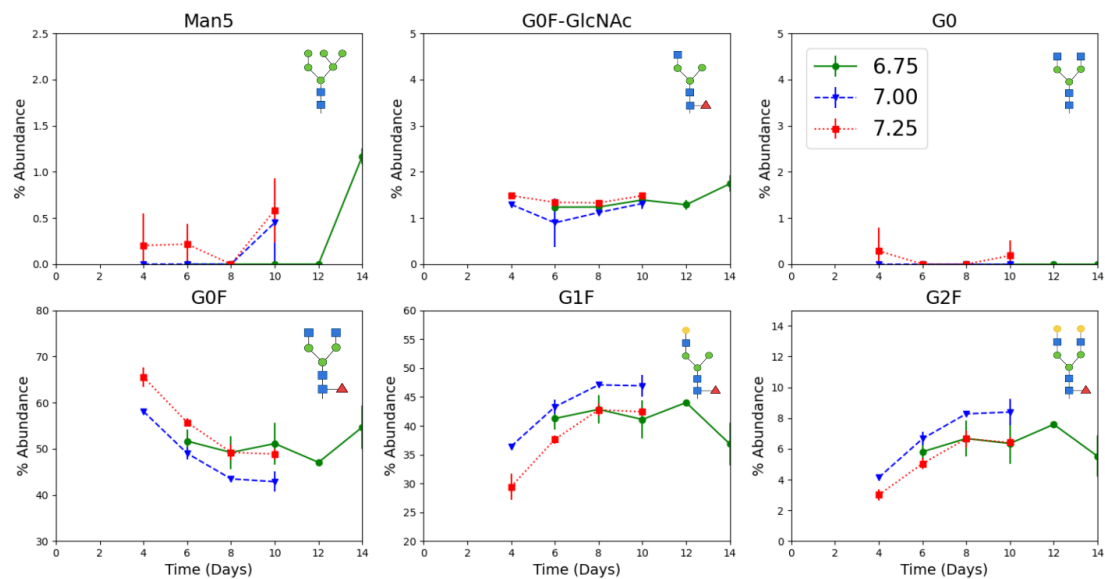 Man5 G0F-GlcNAc G0
2.5
2.0
1.5
1.0
0.5
0.0
% Abundance
0 2 4 6 8 10 12 14
5
4
3
2
1
0
% Abundance
0 2 4 6 8 10 12 14
5
4
3
2
1
0
% Abundance
6.75
7.00
7.25
0 2 4 6 8 10 12 14
G0F G1F G2F
80
70
60
50
40
30
% Abundance
0 2 4 6 8 10 12 14
Time (Days)
60
55
50
45
40
35
30
25
20
% Abundance
0 2 4 6 8 10 12 14
Time (Days)
14
12
10
8
6
4
2
0
% Abundance
0 2 4 6 8 10 12 14
Time (Days)